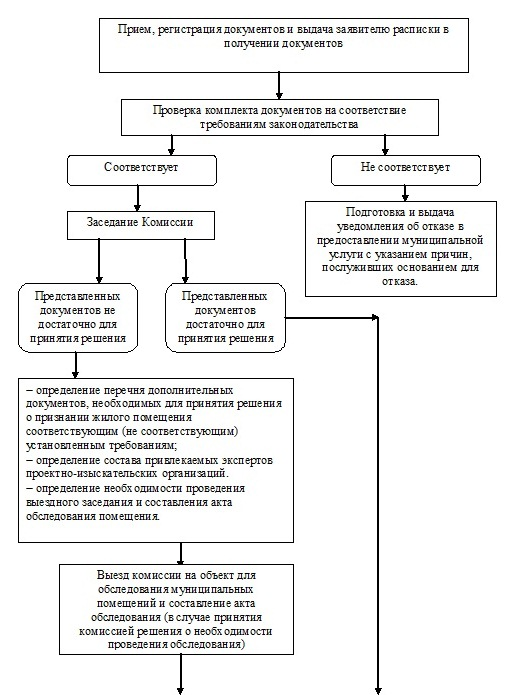 Прием, регистрация документов и выдача заявителю расписки в
получении документов
Проверка комплекта документов на соответствие
требованиям законодательства
Соответствует
Не соответствует
Заседание Комиссии
Подготовка и выдача
уведомления об отказе в
предоставлении муниципальной
услуги с указанием причин,
послуживших основанием для
отказа.
Представленных
документов не
достаточно для
принятия решения
Представленных
документов
достаточно для
принятия решения
– определение перечня дополнительных
документов, необходимых для принятия решения
о признании жилого помещения
соответствующим (не соответствующим)
установленным требованиям;
– определение состава привлекаемых экспертов
проектно-изыскательских организаций.
– определение необходимости проведения
выездного заседания и составления акта
обследования помещения.
Выезд комиссии на объект для
обследования муниципальных
помещений и составление акта
обследования (в случае принятия
комиссией решения о необходимости
проведения обследования)